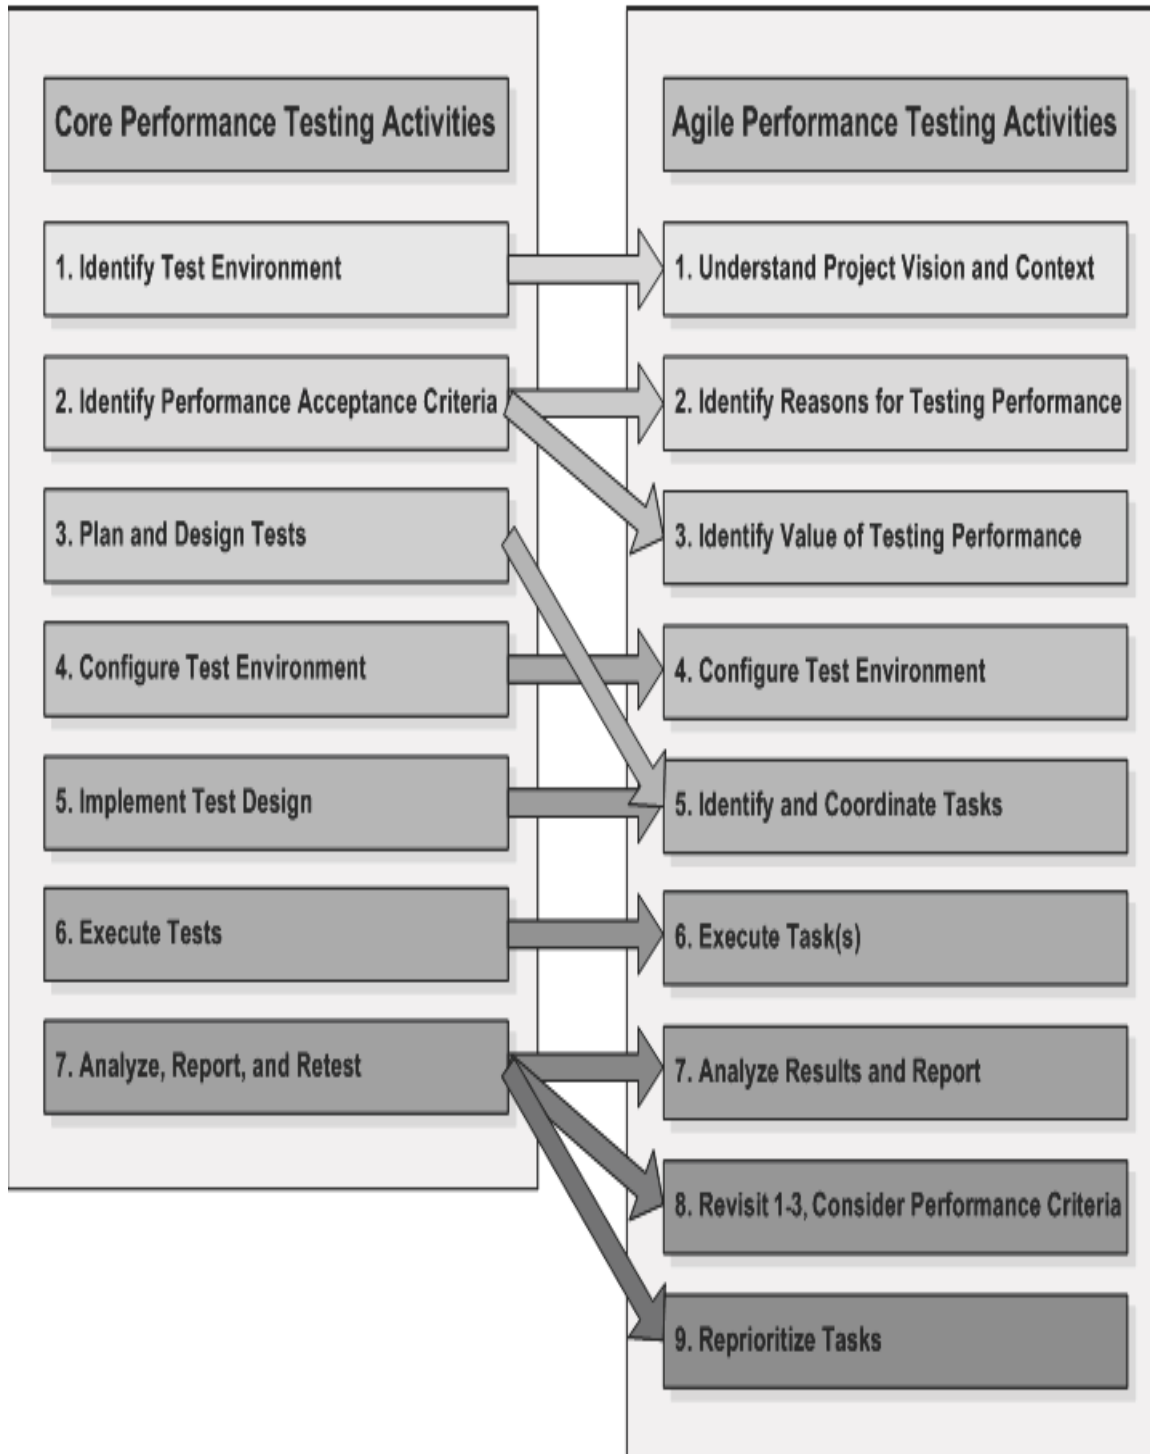 Core Performance Testing Activities
1. Identify Test Environment
2. Identify Performance Acceptance Criteria
3. Plan and Design Tests
4. Configure Test Environment
5. Implement Test Design
6. Execute Tests
7. Analyze, Report, and Retest
Agile Performance Testing Activities
1. Understand Project Vision and Context
2. Identify Reasons for Testing Performance
3. Identify Value of Testing Performance
4. Configure Test Environment
5. Identify and Coordinate Tasks
6. Execute Task(s)
7. Analyze Results and Report
8. Revisit 1-3, Consider Performance Criteria
9. Reprioritize Tasks